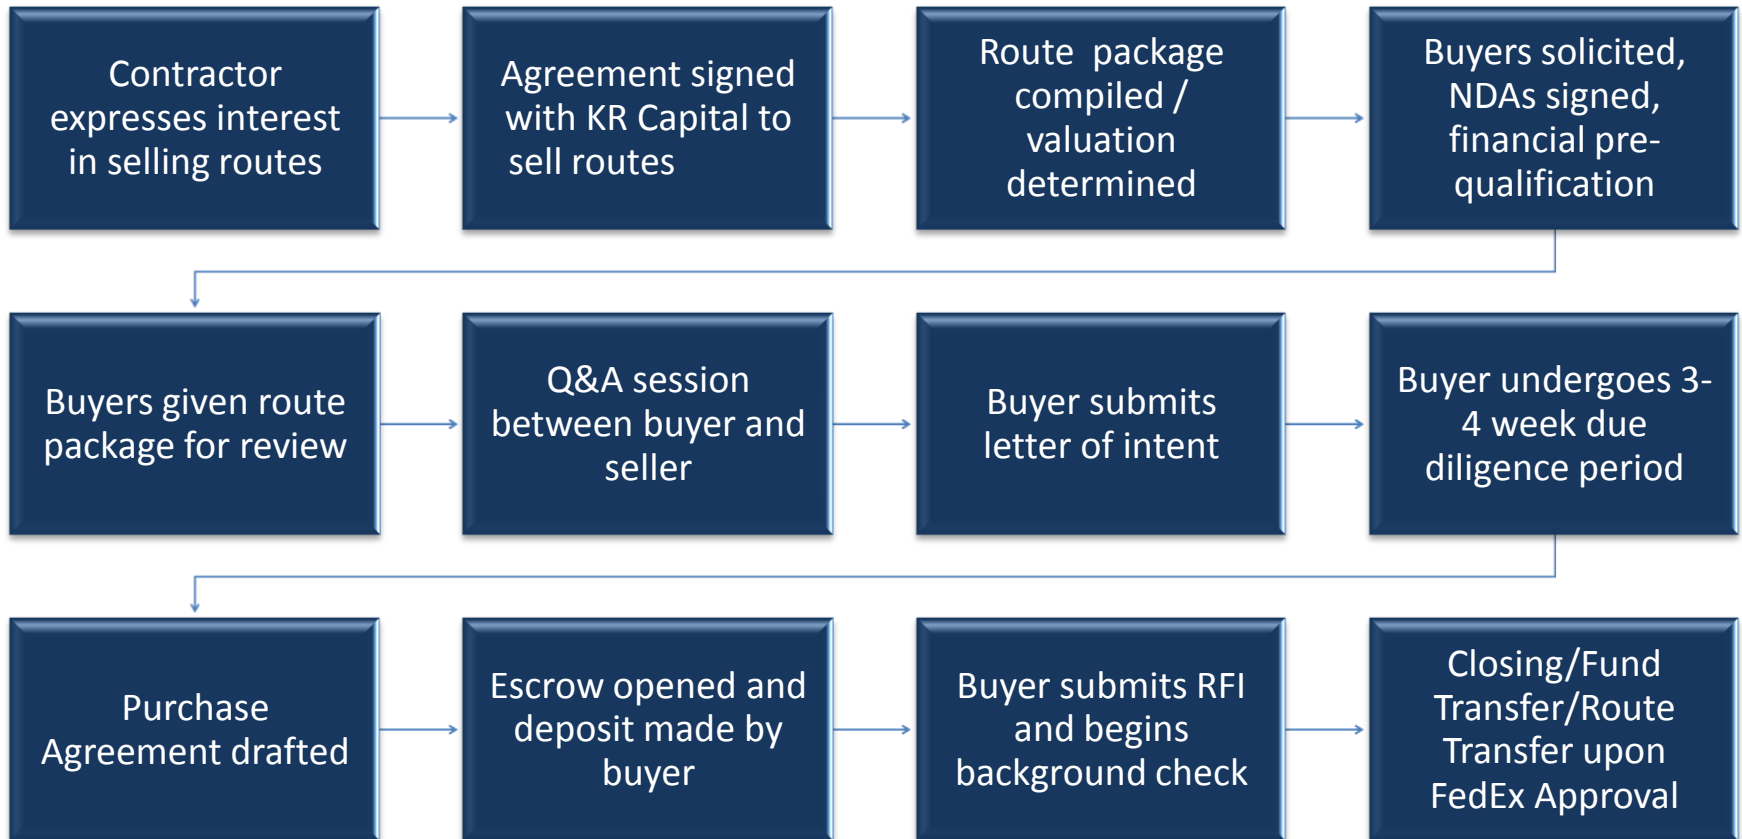 Contractor
expresses interest
in selling routes
Agreement signed
with KR Capital to
sell routes
Route package
compiled /
valuation
determined
Buyers solicited,
NDAs signed,
financial pre-
qualification
Buyers given route
package for review
Q&A session
between buyer and
seller
Buyer submits
letter of intent
Buyer undergoes 3-
4 week due
diligence period
Purchase
Agreement drafted
Escrow opened and
deposit made by
buyer
Buyer submits RFI
and begins
background check
Closing/Fund
Transfer/Route
Transfer upon
FedEx Approval